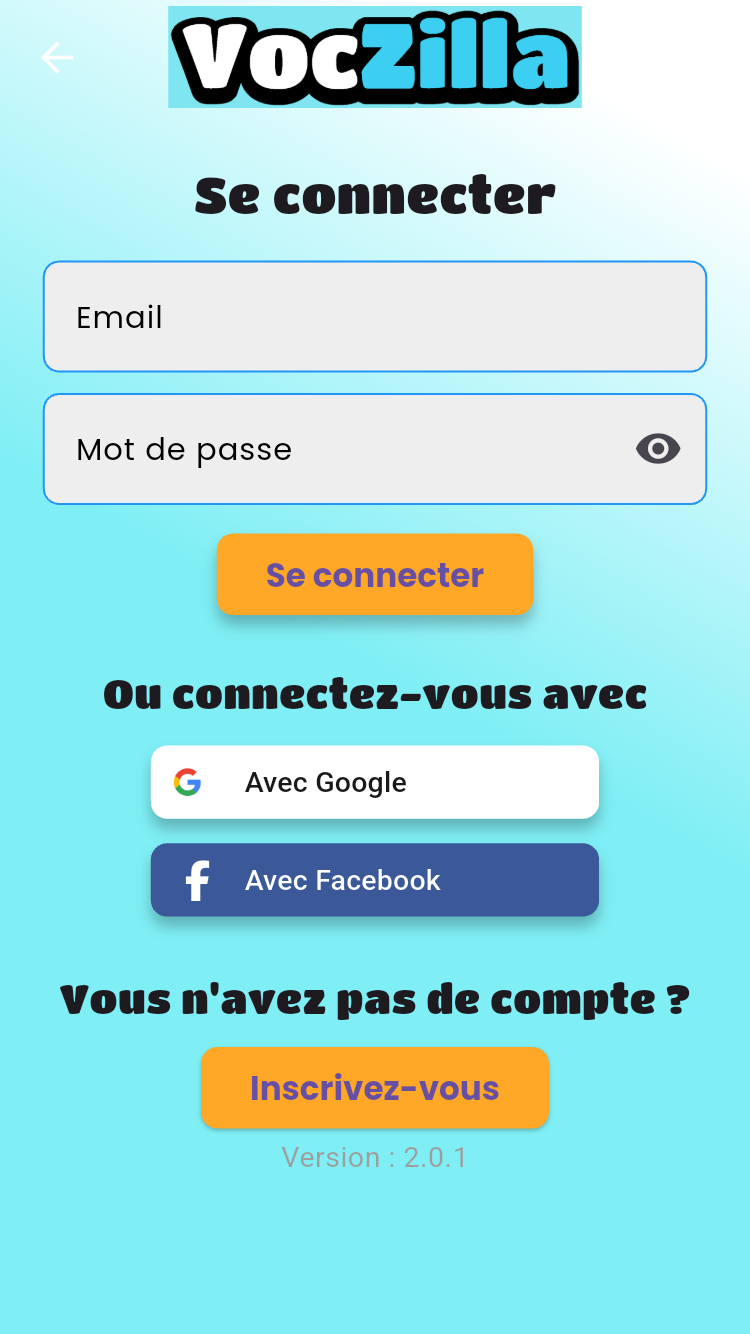 VocZilla
Se connecter
Email
Mot de passe
Se connecter
Ou connectez-vous avec
Avec Google
Avec Facebook
Vous n'avez pas de compte ?
Inscrivez-vous
Version : 2.0.1